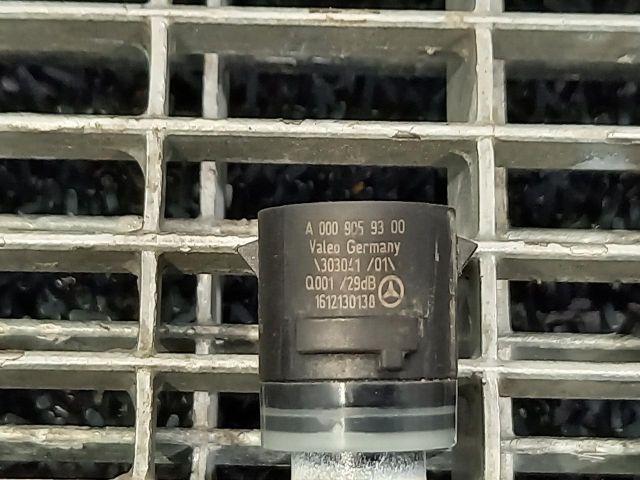 A 000 905 93 00
Valeo Germany
\303041 /01\
Q.001 /29dB
1612130138